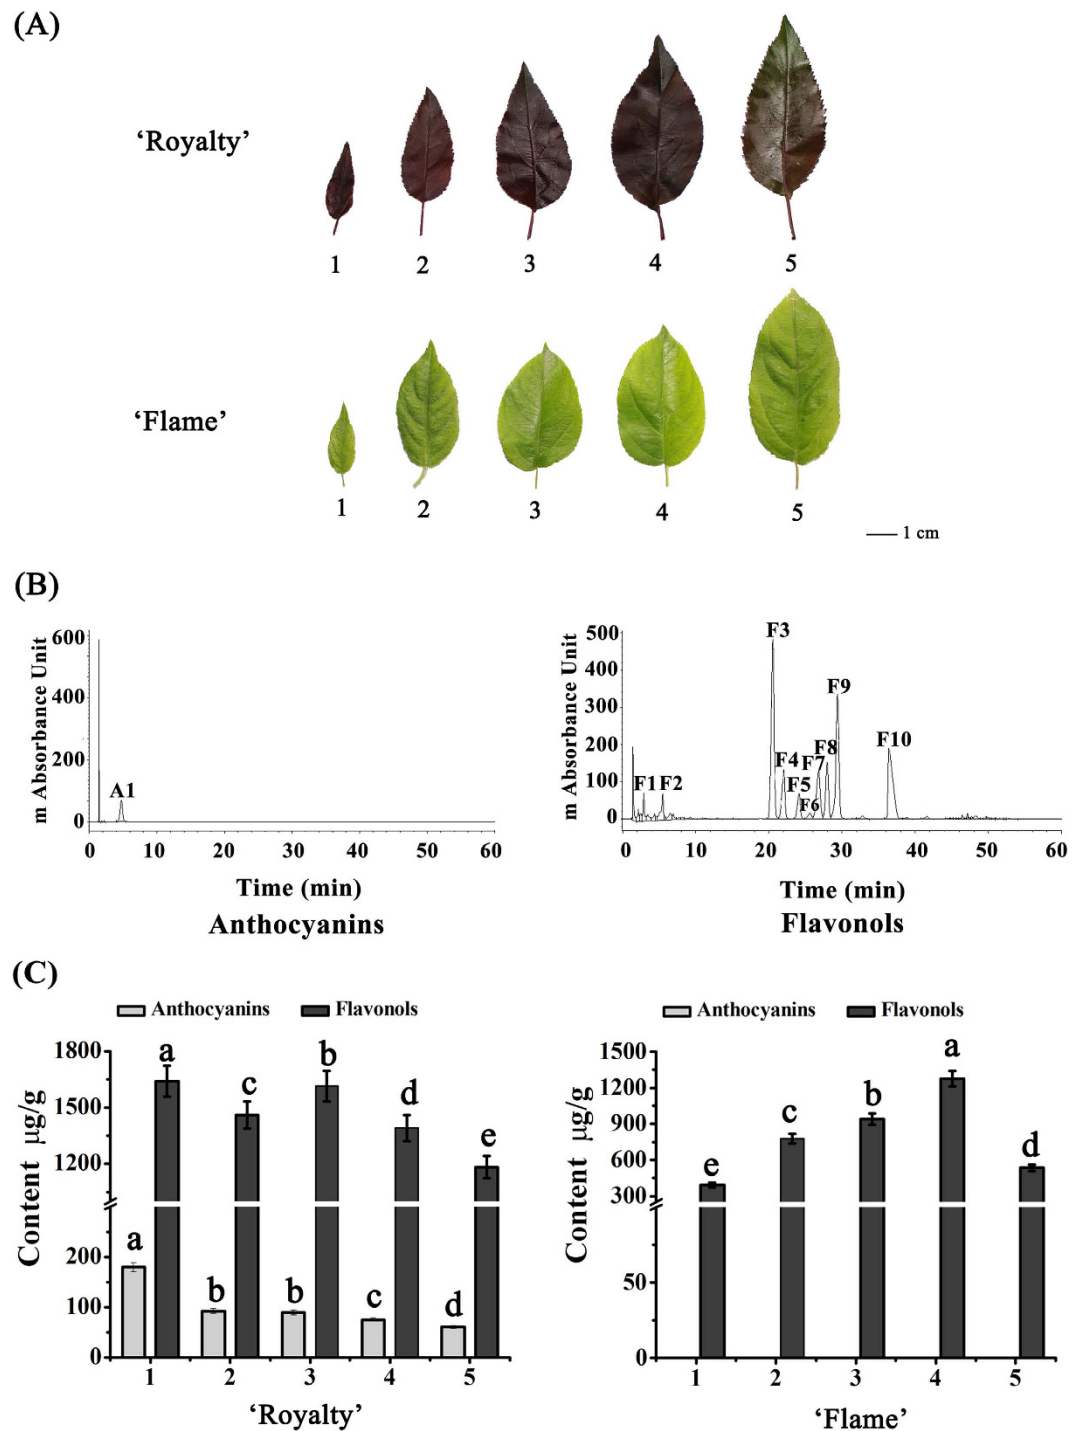 (A)
‘Royalty’
1 2 3 4 5
‘Flame’
1 2 3 4 5
1 cm
(B)
m Absorbance Unit
600
400
200
0
A1
0 10 20 30 40 50 60
Time (min)
Anthocyanins
m Absorbance Unit
500
400
300
200
100
0
F1 F2 F3 F4 F5 F6 F7 F8 F9 F10
0 10 20 30 40 50 60
Time (min)
Flavonols
(C)
Anthocyanins Flavonols
Content µg/g
1800
1500
1200
200
100
0
a c b d e
a b b c d
1 2 3 4 5
‘Royalty’
Anthocyanins Flavonols
Content µg/g
1500
1200
900
600
300
50
0
e c b a d
1 2 3 4 5
‘Flame’